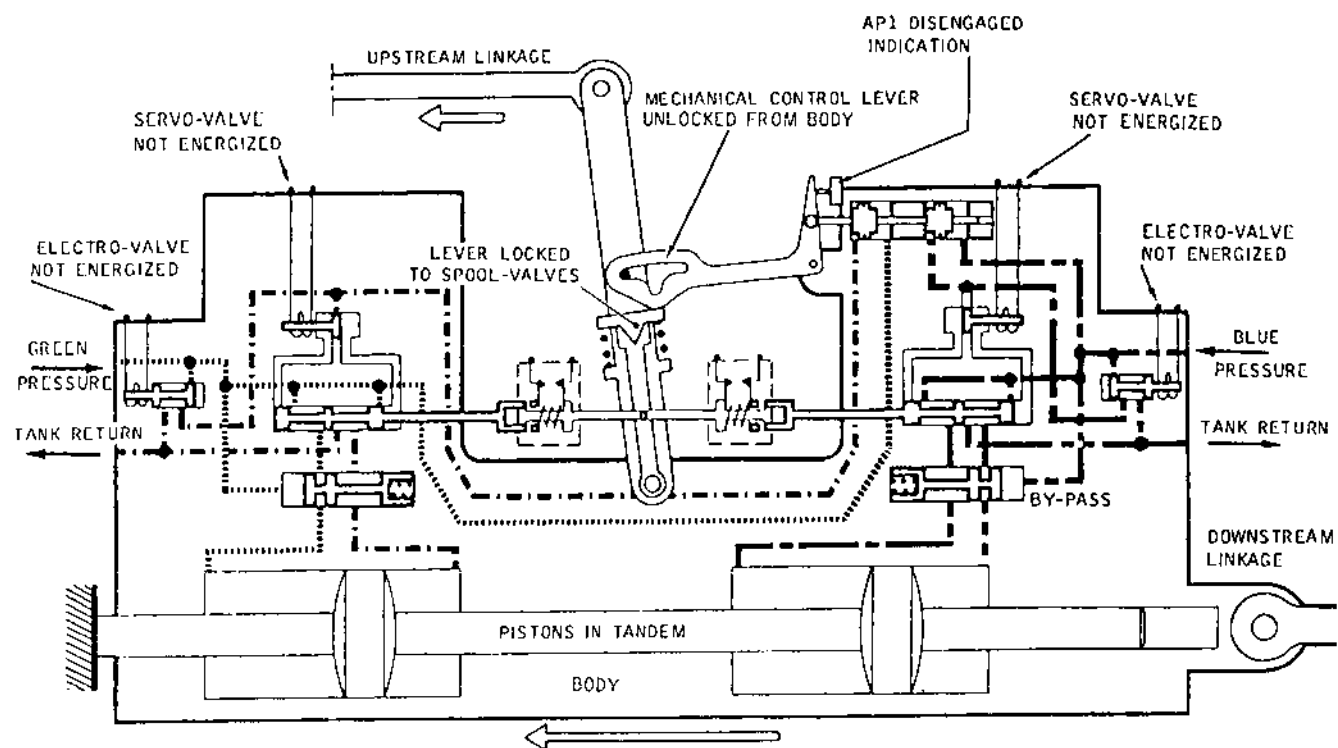 AP1 DISENGAGED
INDICATION
UPSTREAM LINKAGE
MECHANICAL CONTROL LEVER
UNLOCKED FROM BODY
SERVO-VALVE
NOT ENERGIZED
SERVO-VALVE
NOT ENERGIZED
ELECTRO-VALVE
NOT ENERGIZED
LEVER LOCKED
TO SPOOL-VALVES
ELECTRO-VALVE
NOT ENERGIZED
GREEN
PRESSURE
BLUE
PRESSURE
TANK RETURN
TANK RETURN
BY-PASS
DOWNSTREAM
LINKAGE
PISTONS IN TANDEM
BODY